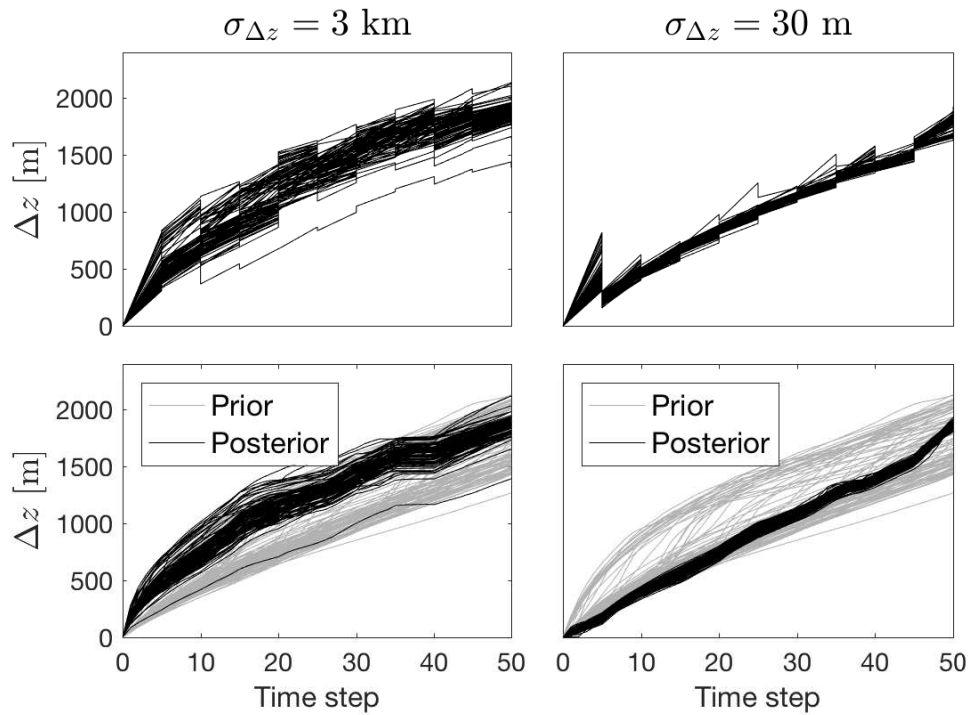 σΔz = 3 km
σΔz = 30 m
Δz [m]
2000
1500
1000
500
0
Δz [m]
2000
1500
1000
500
0
Prior
Posterior
Prior
Posterior
0 10 20 30 40 50
0 10 20 30 40 50
Time step
Time step